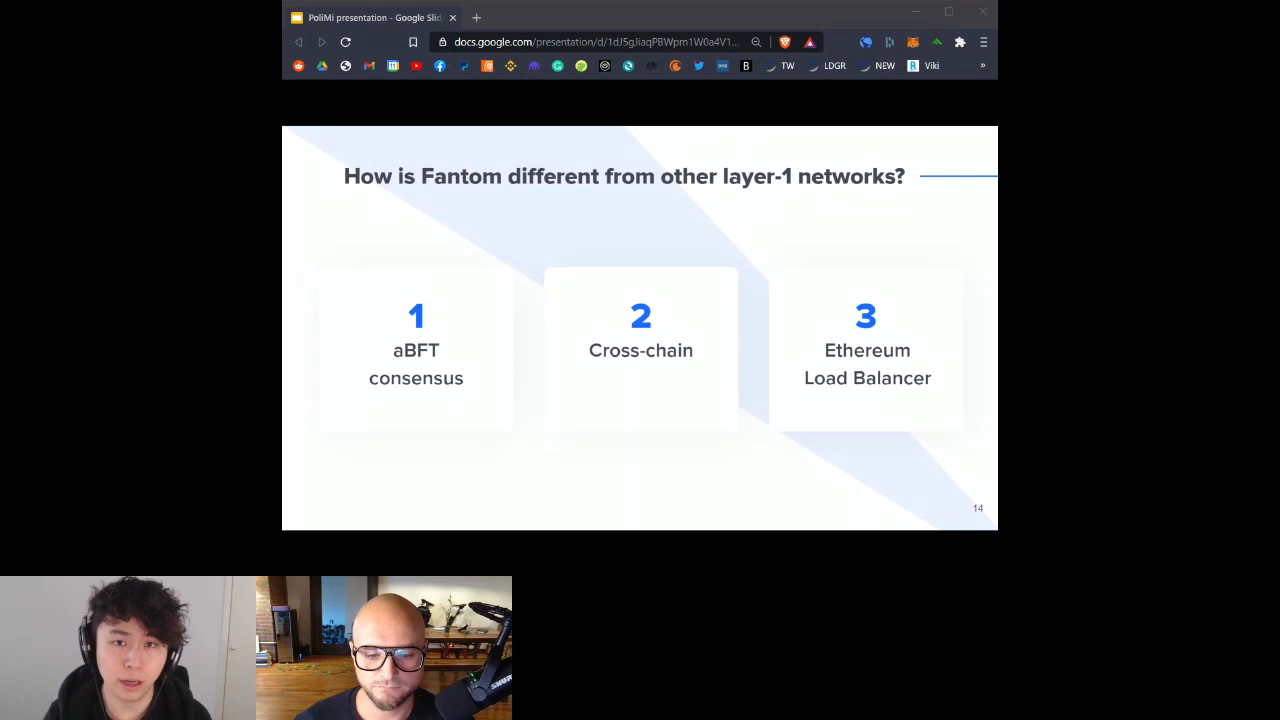 PoliMi presentation - Google Slid
docs.google.com/presentation/d/1dJ5gJiaqPBWpm1W0a4V1...
TW
LDGR
NEW
Viki
How is Fantom different from other layer-1 networks?
1
aBFT
consensus
2
Cross-chain
3
Ethereum
Load Balancer
14
SHURE